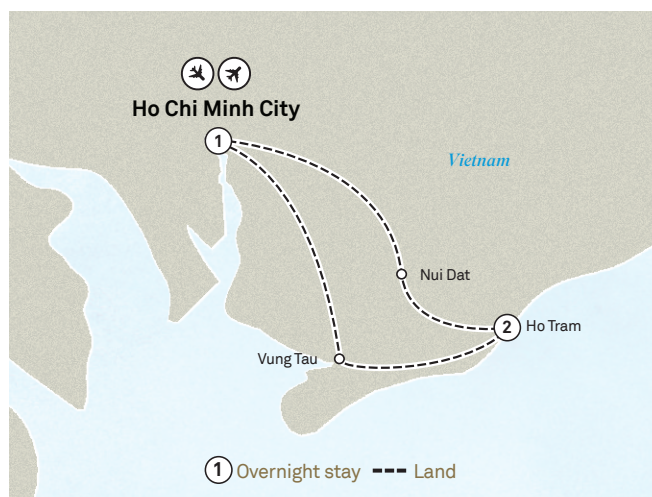 Ho Chi Minh City
1
Vietnam
Nui Dat
2 Ho Tram
Vung Tau
1 Overnight stay Land